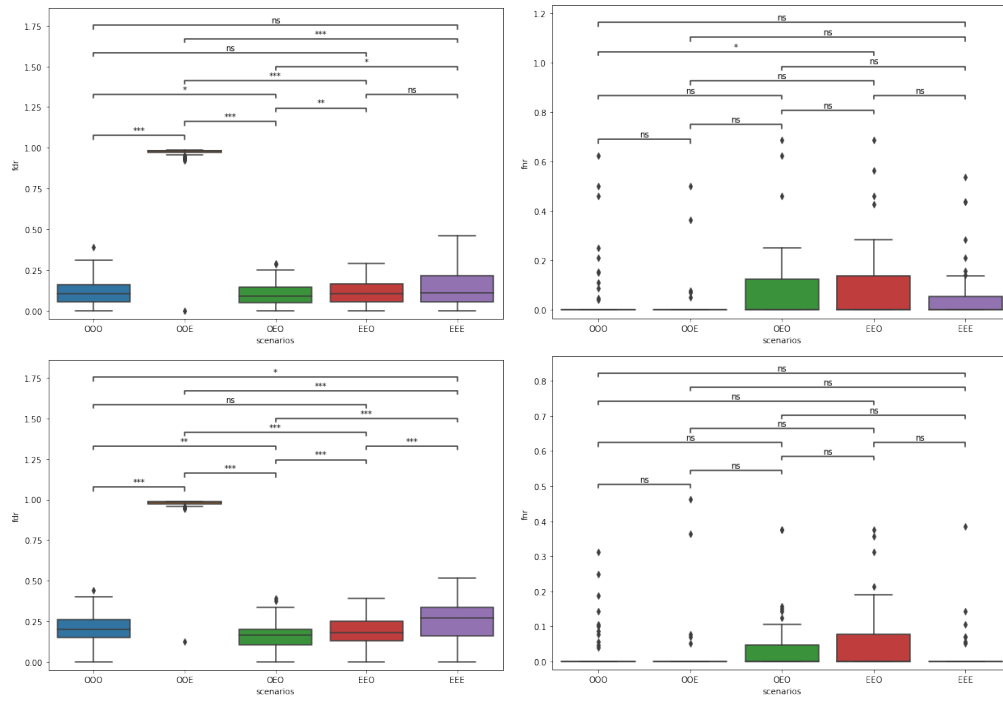 ns
1.75
***
ns
1.50
*
***
* ns
1.25
**
***
***
1.00
fdr
0.75
0.50
0.25
0.00
OOO OOE OEO EEO EEE
scenarios
1.2
ns
ns
*
1.0
ns
ns
ns ns
0.8
ns
ns
ns
0.6
fnr
0.4
0.2
0.0
OOO OOE OEO EEO EEE
scenarios
1.75
*
***
ns
1.50
***
***
** ***
1.25
***
***
***
1.00
fdr
0.75
0.50
0.25
0.00
OOO OOE OEO EEO EEE
scenarios
0.8
ns
ns
ns
0.7
ns
ns
ns ns
0.6
ns
ns
0.5
ns
fnr
0.4
0.3
0.2
0.1
0.0
OOO OOE OEO EEO EEE
scenarios